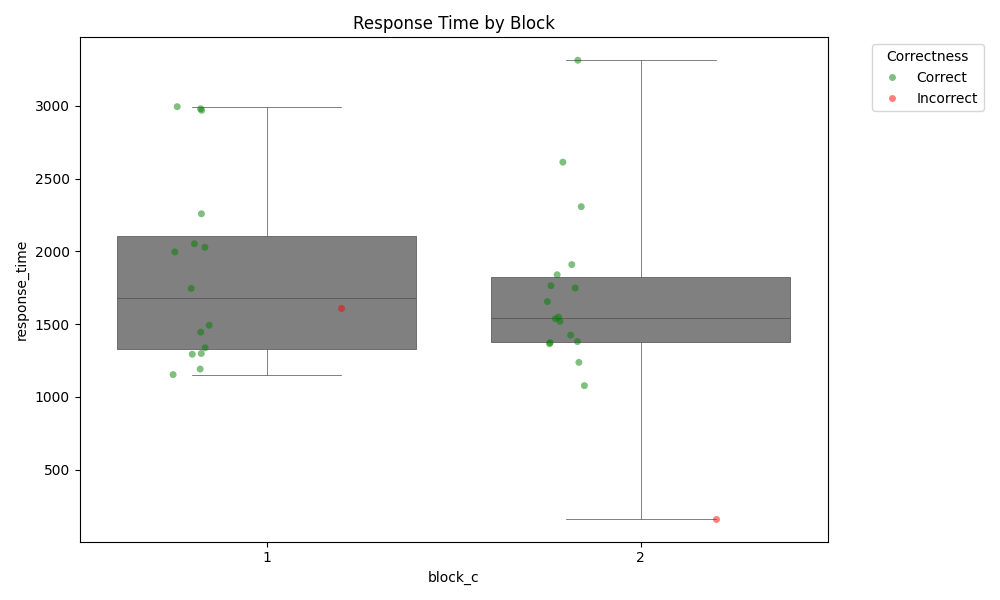 Response Time by Block
Correctness
Correct
Incorrect
response_time
3000
2500
2000
1500
1000
500
1
2
block_c